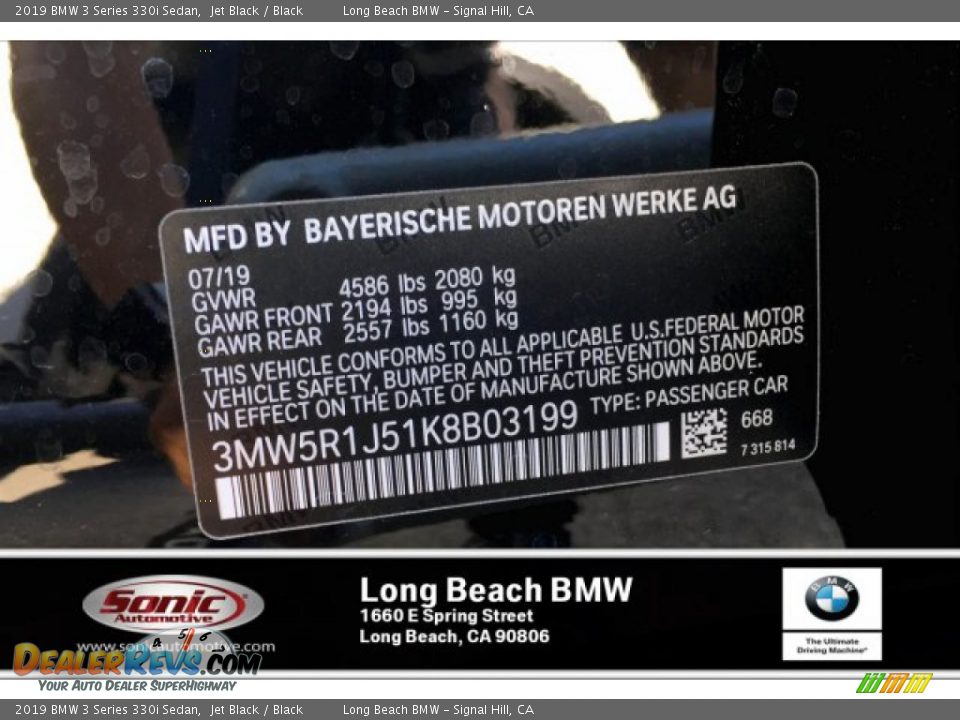 2019 BMW 3 Series 330i Sedan, Jet Black / Black Long Beach BMW - Signal Hill, CA
MFD BY BAYERISCHE MOTOREN WERKE AG
07/19
GVWR 4586 lbs 2080 kg
GAWR FRONT 2194 lbs 995 kg
GAWR REAR 2557 lbs 1160 kg
THIS VEHICLE CONFORMS TO ALL APPLICABLE U.S.FEDERAL MOTOR
VEHICLE SAFETY, BUMPER AND THEFT PREVENTION STANDARDS
IN EFFECT ON THE DATE OF MANUFACTURE SHOWN ABOVE.
3MW5R1J51K8B03199 TYPE: PASSENGER CAR
668
7 315 814
Sonic
Automotive
www.sonicautomotive.com
Long Beach BMW
1660 E Spring Street
Long Beach, CA 90806
BMW
The Ultimate
Driving Machine®
4 5 6
DealerRevs.com
Your Auto Dealer SuperHighway
2019 BMW 3 Series 330i Sedan, Jet Black / Black Long Beach BMW - Signal Hill, CA